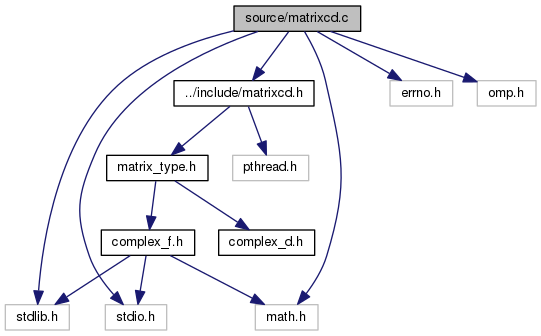 source/matrixcd.c
../include/matrixcd.h
errno.h
omp.h
matrix_type.h
pthread.h
complex_f.h
complex_d.h
stdlib.h
stdio.h
math.h